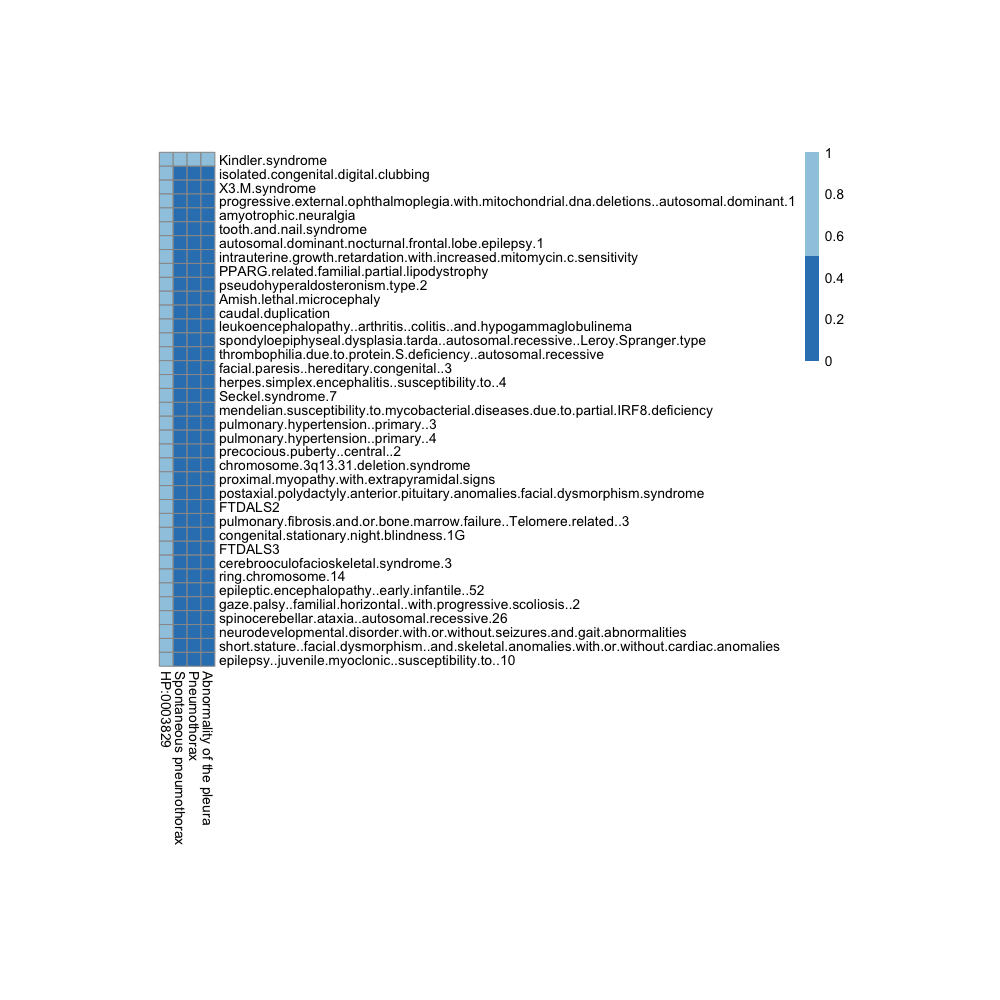 Kindler.syndrome
isolated.congenital.digital.clubbing
X3.M.syndrome
progressive.external.ophthalmoplegia.with.mitochondrial.dna.deletions..autosomal.dominant.1
amyotrophic.neuralgia
tooth.and.nail.syndrome
autosomal.dominant.nocturnal.frontal.lobe.epilepsy.1
intrauterine.growth.retardation.with.increased.mitomycin.c.sensitivity
PPARG.related.familial.partial.lipodystrophy
pseudohyperaldosteronism.type.2
Amish.lethal.microcephaly
caudal.duplication
leukoencephalopathy..arthritis..colitis..and.hypogammaglobulinema
spondyloepiphyseal.dysplasia.tarda..autosomal.recessive..Leroy.Spranger.type
thrombophilia.due.to.protein.S.deficiency..autosomal.recessive
facial.paresis..hereditary.congenital..3
herpes.simplex.encephalitis..susceptibility.to..4
Seckel.syndrome.7
mendelian.susceptibility.to.mycobacterial.diseases.due.to.partial.IRF8.deficiency
pulmonary.hypertension..primary..3
pulmonary.hypertension..primary..4
precocious.puberty..central..2
chromosome.3q13.31.deletion.syndrome
proximal.myopathy.with.extrapyramidal.signs
postaxial.polydactyly.anterior.pituitary.anomalies.facial.dysmorphism.syndrome
FTDALS2
pulmonary.fibrosis.and.or.bone.marrow.failure..Telomere.related..3
congenital.stationary.night.blindness.1G
FTDALS3
cerebrooculofacioskeletal.syndrome.3
ring.chromosome.14
epileptic.encephalopathy..early.infantile..52
gaze.palsy..familial.horizontal..with.progressive.scoliosis..2
spinocerebellar.ataxia..autosomal.recessive.26
neurodevelopmental.disorder.with.or.without.seizures.and.gait.abnormalities
short.stature..facial.dysmorphism..and.skeletal.anomalies.with.or.without.cardiac.anomalies
epilepsy..juvenile.myoclonic..susceptibility.to..10
HP:0003829
Spontaneous pneumothorax
Pneumothorax
Abnormality of the pleura
1
0.8
0.6
0.4
0.2
0